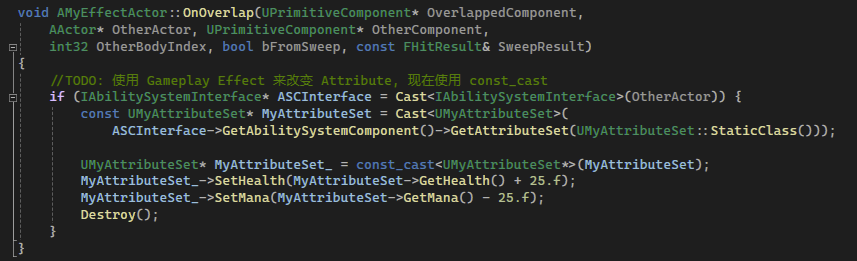 void AMyEffectActor::OnOverlap(UPrimitiveComponent* OverlappedComponent,
    AActor* OtherActor, UPrimitiveComponent* OtherComponent,
    int32 OtherBodyIndex, bool bFromSweep, const FHitResult& SweepResult)
{
    //TODO: 使用 Gameplay Effect 来改变 Attribute, 现在使用 const_cast
    if (IAbilitySystemInterface* ASCInterface = Cast<IAbilitySystemInterface>(OtherActor)) {
        const UMyAttributeSet* MyAttributeSet = Cast<UMyAttributeSet>(
            ASCInterface->GetAbilitySystemComponent()->GetAttributeSet(UMyAttributeSet::StaticClass()));

        UMyAttributeSet* MyAttributeSet_ = const_cast<UMyAttributeSet*>(MyAttributeSet);
        MyAttributeSet_->SetHealth(MyAttributeSet->GetHealth() + 25.f);
        MyAttributeSet_->SetMana(MyAttributeSet->GetMana() - 25.f);
        Destroy();
    }
}